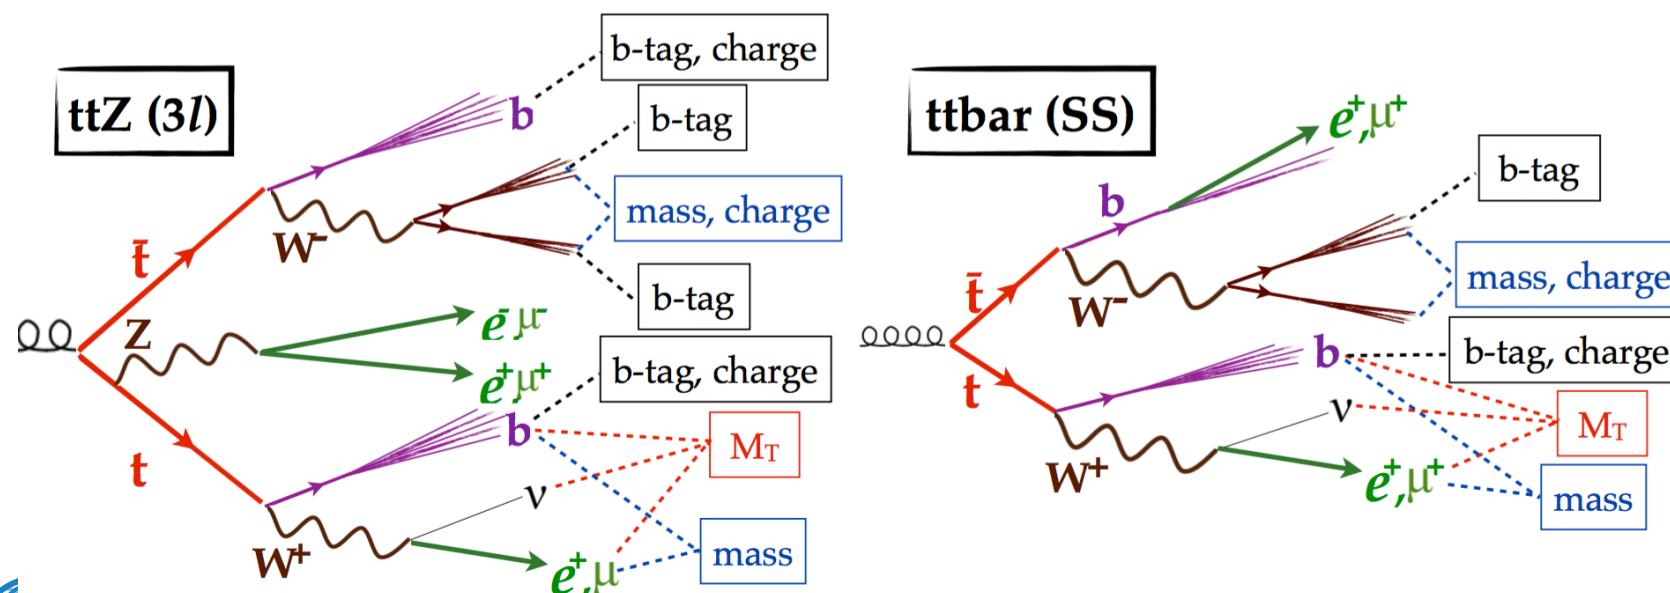 ttZ (3l)
b-tag, charge
b
b-tag
mass, charge
W-
t̄
b-tag
Z
e-, μ-
e+, μ+
b-tag, charge
b
t
MT
ν
W+
mass
e+, μ
ttbar (SS)
e+, μ+
b
b-tag
W-
mass, charge
t̄
b
b-tag, charge
t
ν
MT
W+
e+, μ+
mass